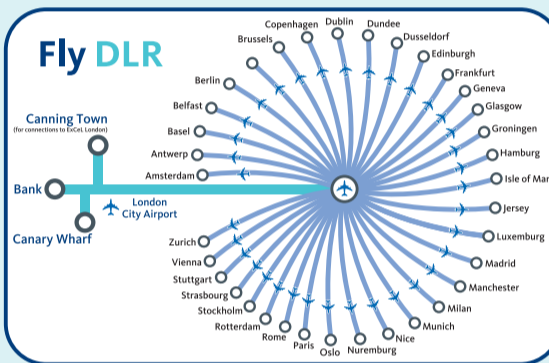 Fly DLR
Canning Town
(for connections to ExCeL London)
Bank
Canary Wharf
London
City Airport
Amsterdam
Antwerp
Basel
Belfast
Berlin
Brussels
Copenhagen
Dublin
Dundee
Dusseldorf
Edinburgh
Frankfurt
Geneva
Glasgow
Groningen
Hamburg
Isle of Man
Jersey
Luxemburg
Madrid
Manchester
Milan
Munich
Nice
Nuremburg
Oslo
Paris
Rome
Rotterdam
Stockholm
Strasbourg
Stuttgart
Vienna
Zurich